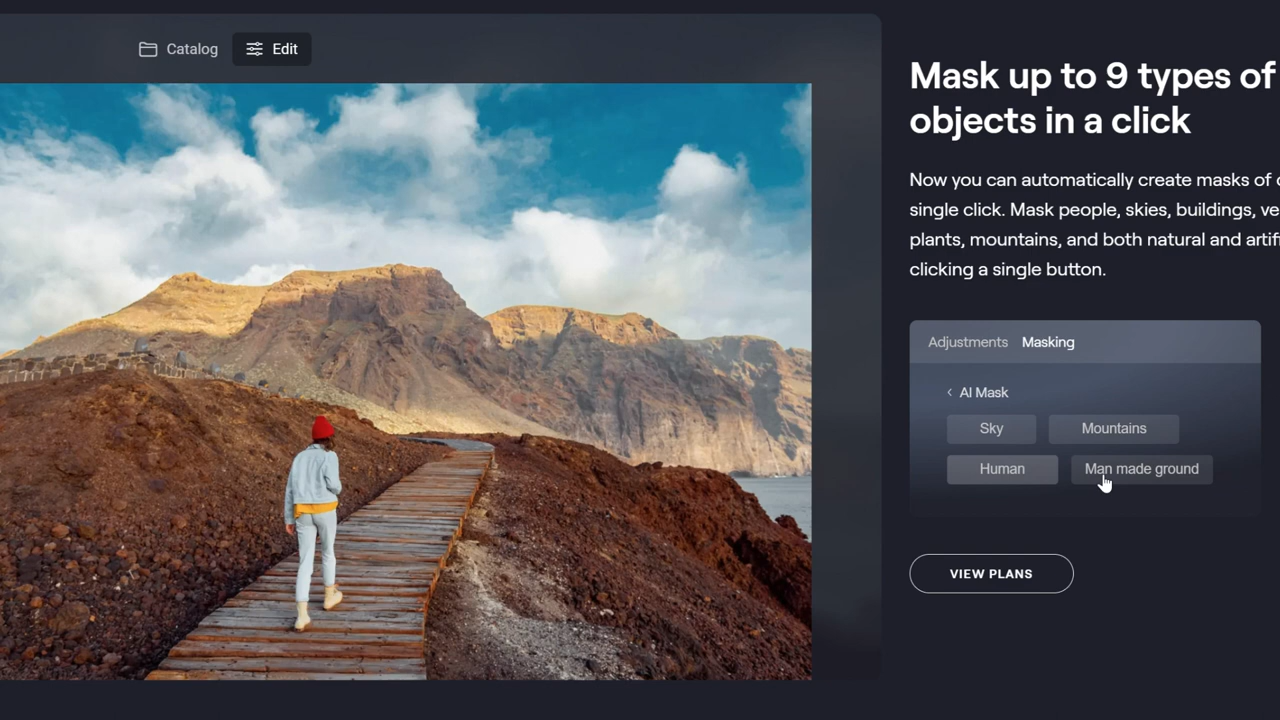 Catalog
Edit
Mask up to 9 types of
objects in a click
Now you can automatically create masks of
single click. Mask people, skies, buildings,
plants, mountains, and both natural and
clicking a single button.
Adjustments Masking
AI Mask
Sky
Mountains
Human
Man made ground
VIEW PLANS